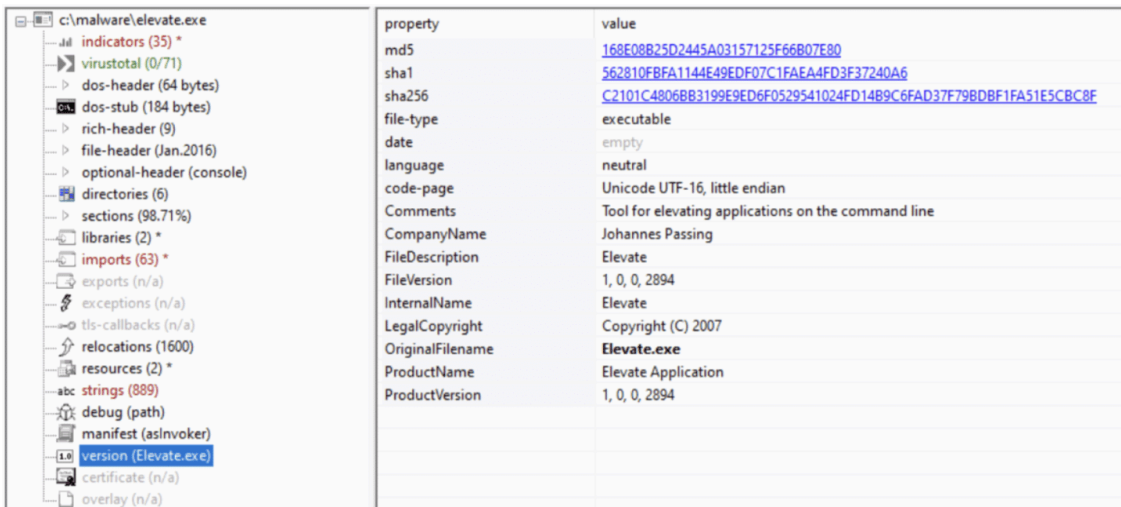 c:\malware\elevate.exe
indicators (35) *
virustotal (0/71)
dos-header (64 bytes)
dos-stub (184 bytes)
rich-header (9)
file-header (Jan.2016)
optional-header (console)
directories (6)
sections (98.71%)
libraries (2) *
imports (63) *
exports (n/a)
exceptions (n/a)
tls-callbacks (n/a)
relocations (1600)
resources (2) *
abc strings (889)
debug (path)
manifest (asInvoker)
1.0 version (Elevate.exe)
certificate (n/a)
overlay (n/a)
property value
md5 168E08B25D2445A03157125F66B07E80
sha1 562810FBFA1144E49EDF07C1FAEA4FD3F37240A6
sha256 C2101C4806BB3199E9ED6F0529541024FD14B9C6FAD37F79BDBF1FA51E5CBC8F
file-type executable
date empty
language neutral
code-page Unicode UTF-16, little endian
Comments Tool for elevating applications on the command line
CompanyName Johannes Passing
FileDescription Elevate
FileVersion 1, 0, 0, 2894
InternalName Elevate
LegalCopyright Copyright (C) 2007
OriginalFilename Elevate.exe
ProductName Elevate Application
ProductVersion 1, 0, 0, 2894